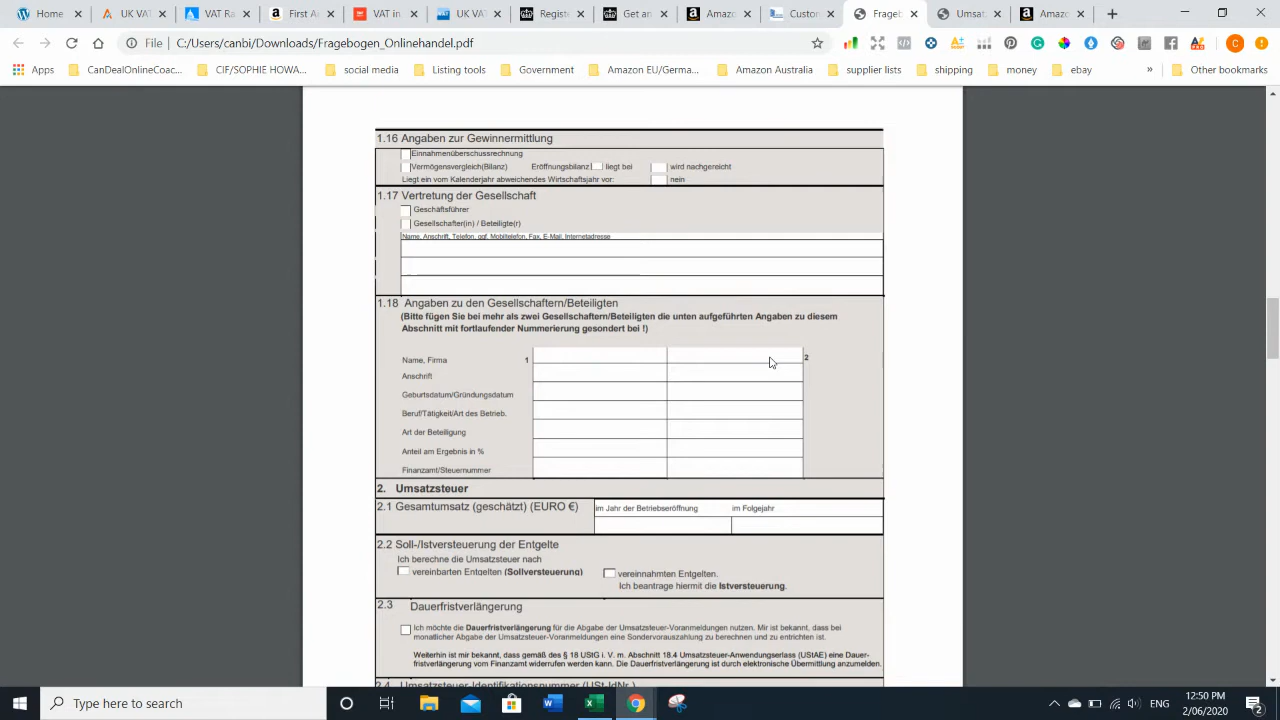 Home
VAT Ra
First A
VAT in
UK VAT
Registe
Get an
Amazo
Custom
Frageb
Umsat
Amazo
File | C:/Users/canbi/Downloads/Fragebogen_Onlinehandel.pdf
Apps
CanDealOnlineCoac...
CIF/SOPHIE HOWA...
social media
Listing tools
Government
Amazon EU/Germa...
Amazon Australia
supplier lists
shipping
money
ebay
»
Other bookmarks
1.16 Angaben zur Gewinnermittlung
Einnahmenüberschussrechnung
Vermögensvergleich(Bilanz) Eröffnungsbilanz liegt bei wird nachgereicht
Liegt ein vom Kalenderjahr abweichendes Wirtschaftsjahr vor: nein
1.17 Vertretung der Gesellschaft
Geschäftsführer
Gesellschafter(in) / Beteiligte(r)
Name, Anschrift, Telefon, ggf. Mobiltelefon, Fax, E-Mail, Internetadresse
1.18 Angaben zu den Gesellschaftern/Beteiligten
(Bitte fügen Sie bei mehr als zwei Gesellschaftern/Beteiligten die unten aufgeführten Angaben zu diesem
Abschnitt mit fortlaufender Nummerierung gesondert bei !)
Name, Firma 1 2
Anschrift
Geburtsdatum/Gründungsdatum
Beruf/Tätigkeit/Art des Betrieb.
Art der Beteiligung
Anteil am Ergebnis in %
Finanzamt/Steuernummer
2. Umsatzsteuer
2.1 Gesamtumsatz (geschätzt) (EURO €) im Jahr der Betriebseröffnung im Folgejahr
2.2 Soll-/Istversteuerung der Entgelte
Ich berechne die Umsatzsteuer nach
vereinbarten Entgelten (Sollversteuerung) vereinnahmten Entgelten.
Ich beantrage hiermit die Istversteuerung.
2.3 Dauerfristverlängerung
Ich möchte die Dauerfristverlängerung für die Abgabe der Umsatzsteuer-Voranmeldungen nutzen. Mir ist bekannt, dass bei
monatlicher Abgabe der Umsatzsteuer-Voranmeldungen eine Sondervorauszahlung zu berechnen und zu entrichten ist.
Weiterhin ist mir bekannt, dass gemäß des § 18 UStG i. V. m. Abschnitt 18.4 Umsatzsteuer-Anwendungserlass (UStAE) eine Dauer-
fristverlängerung vom Finanzamt widerrufen werden kann. Die Dauerfristverlängerung ist durch elektronische Übermittlung anzumelden.
2.4 Umsatzsteuer-Identifikationsnummer (USt-IdNr.)
Type here to search
ENG
12:50 PM
2/06/2020
2